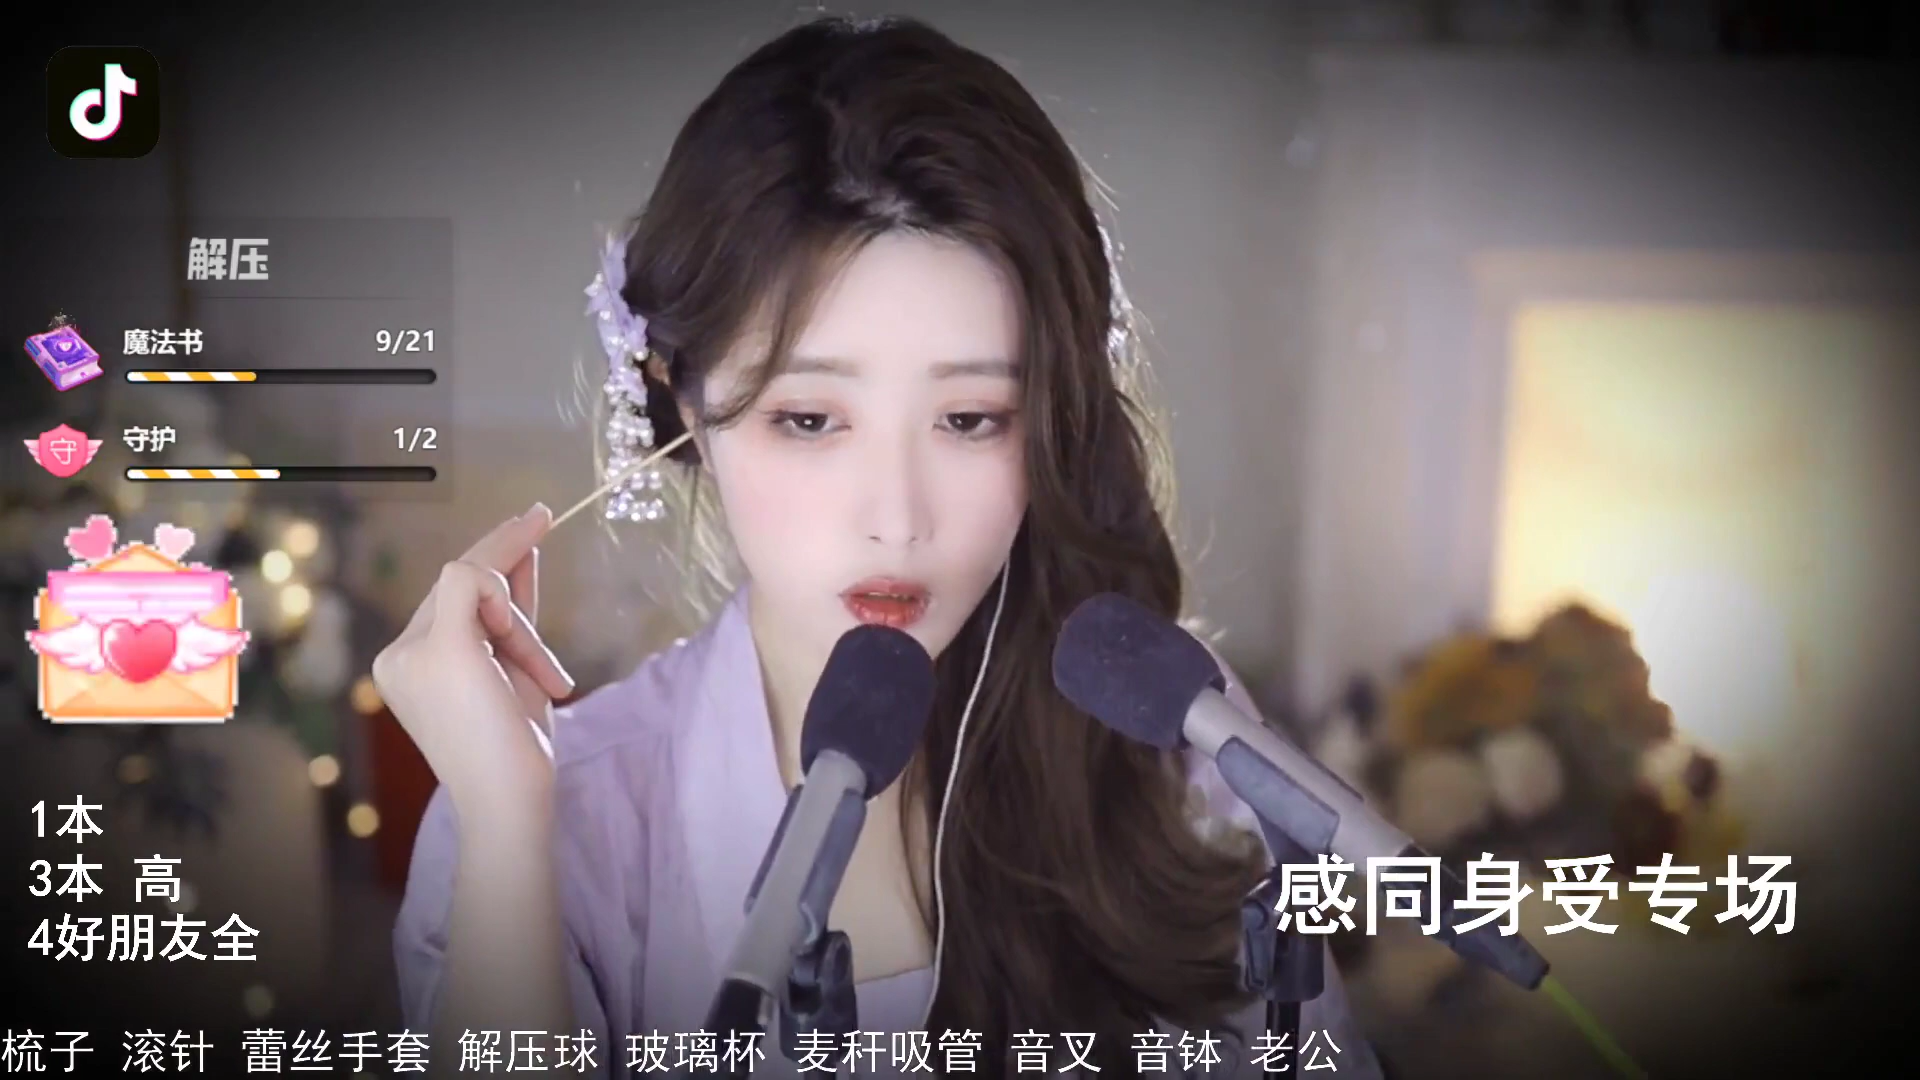 解压
魔法书 9/21
守护 1/2
守
1本
3本 高
4好朋友全
感同身受专场
梳子 滚针 蕾丝手套 解压球 玻璃杯 麦秆吸管 音叉 音钵 老公